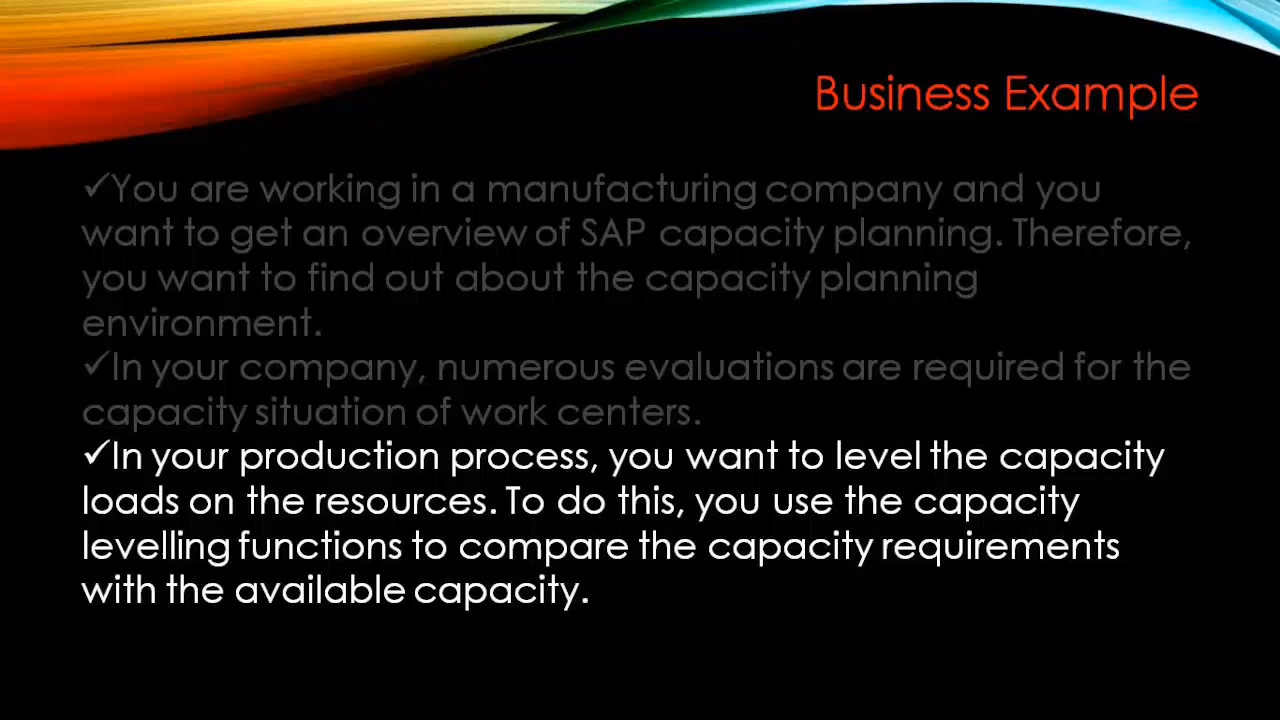 Business Example
✓You are working in a manufacturing company and you
want to get an overview of SAP capacity planning. Therefore,
you want to find out about the capacity planning
environment.
✓In your company, numerous evaluations are required for the
capacity situation of work centers.
✓In your production process, you want to level the capacity
loads on the resources. To do this, you use the capacity
levelling functions to compare the capacity requirements
with the available capacity.